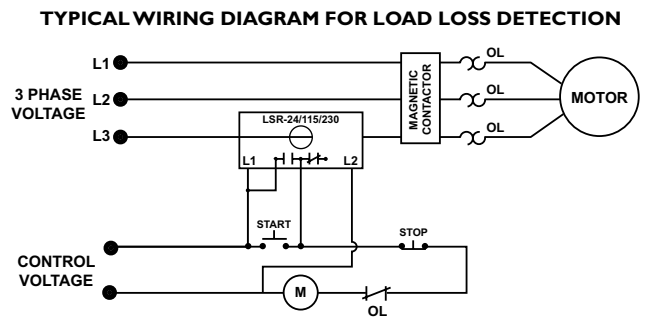 TYPICAL WIRING DIAGRAM FOR LOAD LOSS DETECTION
L1
OL
3 PHASE
VOLTAGE
L2
OL
MAGNETIC
CONTACTOR
MOTOR
LSR-24/115/230
L3
OL
L1
L2
START
STOP
CONTROL
VOLTAGE
M
OL